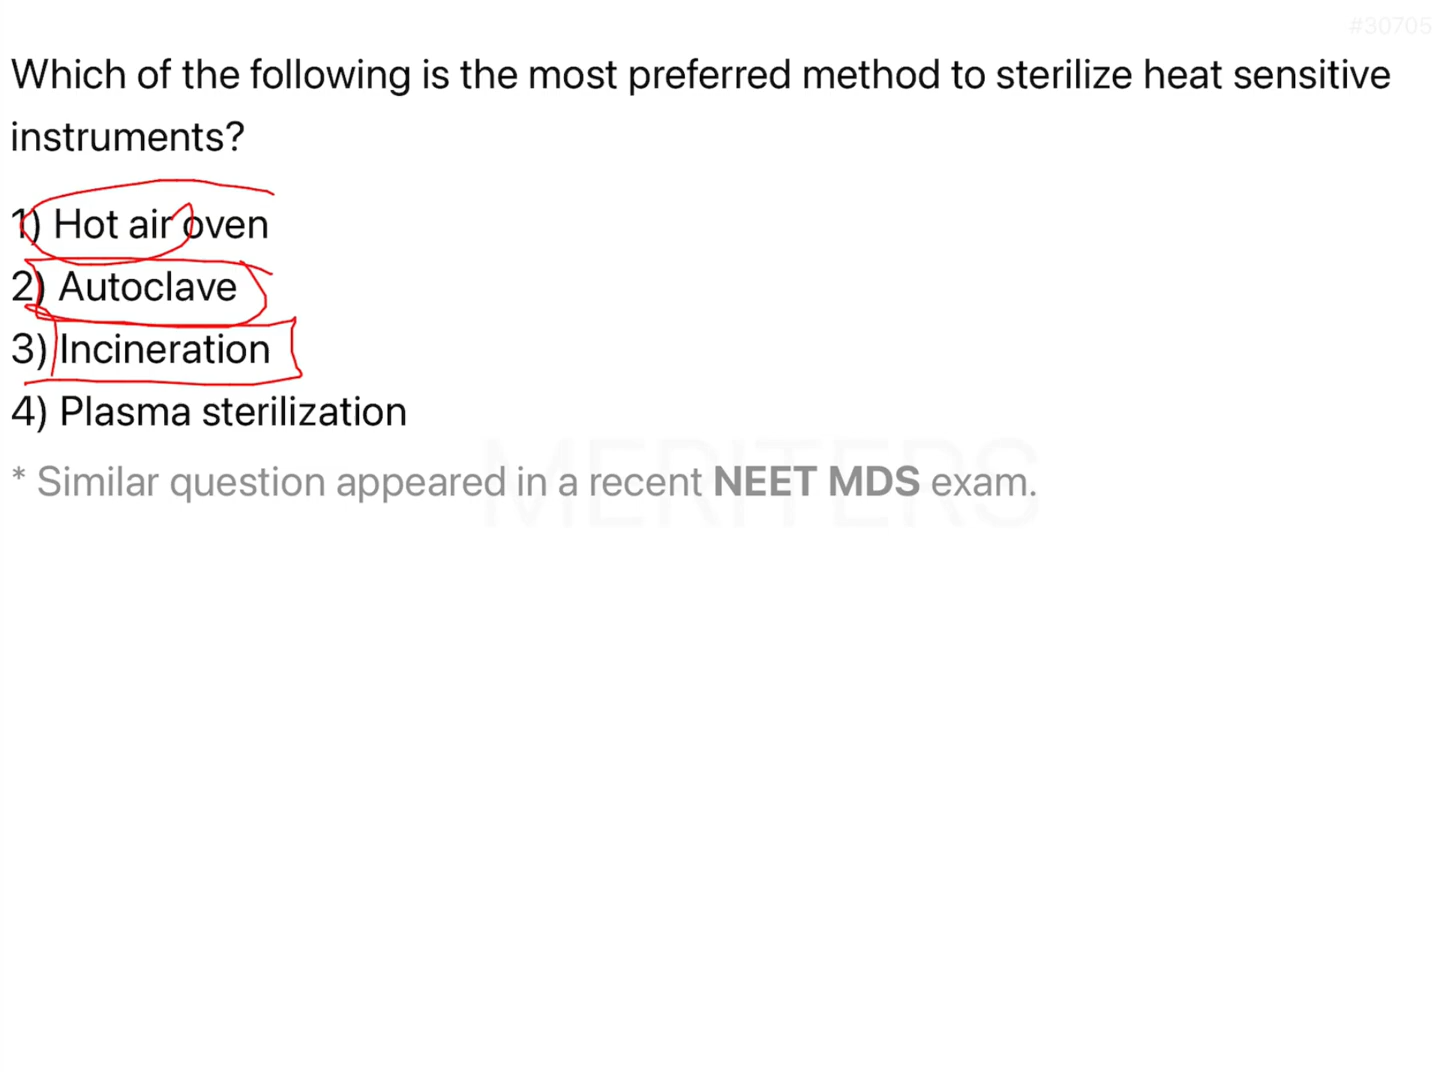 #30705
Which of the following is the most preferred method to sterilize heat sensitive
instruments?
1) Hot air oven
2) Autoclave
3) Incineration
4) Plasma sterilization
MERITERS
* Similar question appeared in a recent NEET MDS exam.